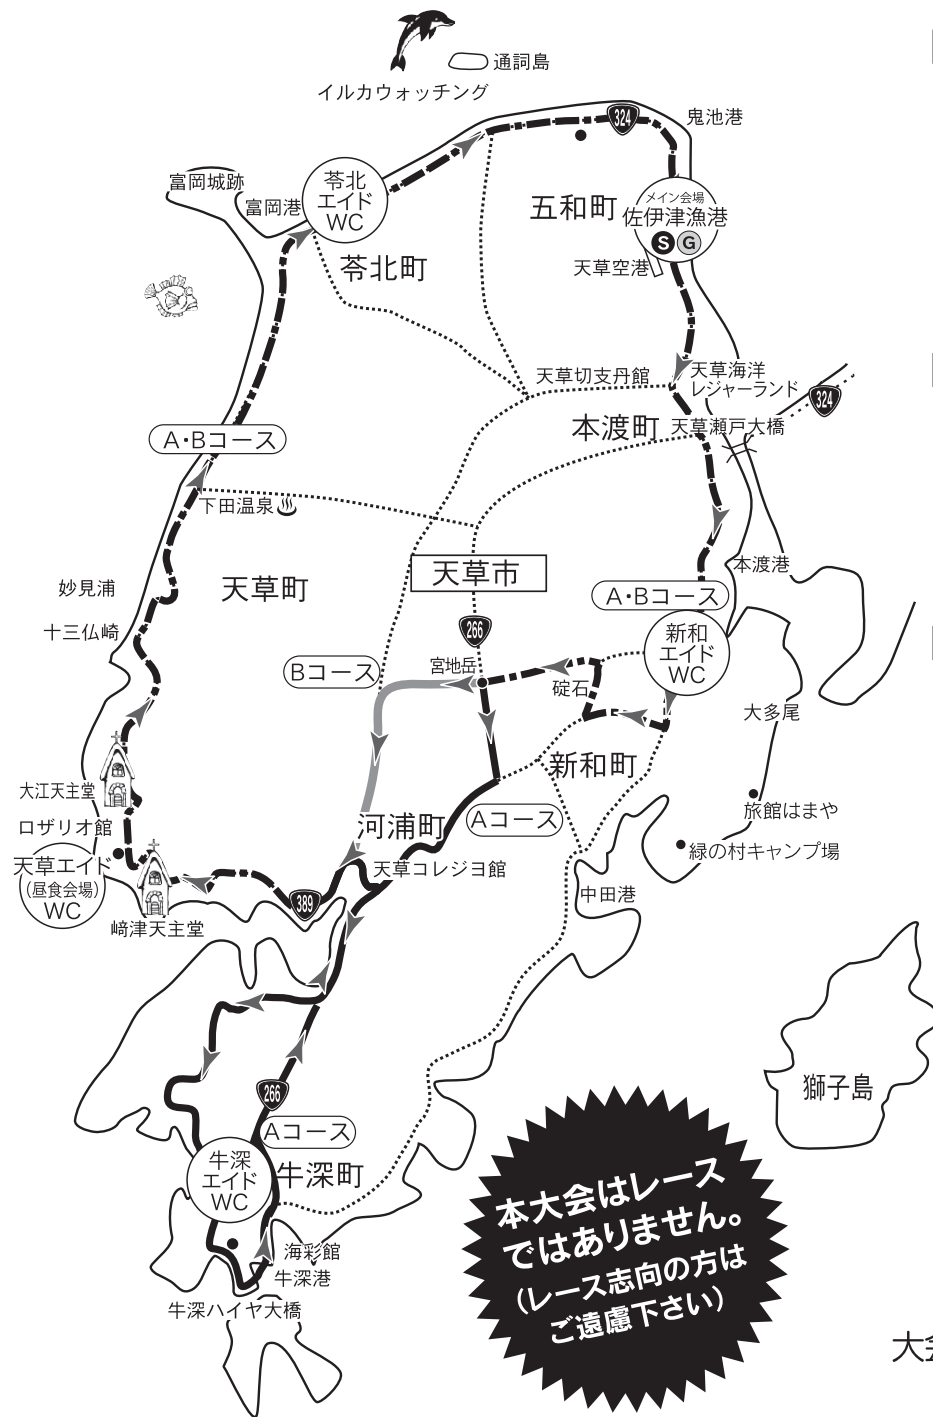 通詞島
イルカウォッチング
324
鬼池港
富岡城跡
富岡港
苓北
エイド
WC
五和町
メイン会場
佐伊津漁港
S G
苓北町
天草空港
天草切支丹館
天草海洋
レジャーランド
324
本渡町
天草瀬戸大橋
A・Bコース
下田温泉
本渡港
天草市
妙見浦
天草町
A・Bコース
十三仏崎
266
新和
エイド
WC
Bコース
宮地岳
碇石
大多尾
新和町
大江天主堂
旅館はまや
ロザリオ館
河浦町
Aコース
緑の村キャンプ場
天草エイド
(昼食会場)
WC
天草コレジヨ館
389
中田港
﨑津天主堂
獅子島
266
Aコース
牛深
エイド
WC
牛深町
海彩館
牛深港
牛深ハイヤ大橋
本大会はレース
ではありません。
(レース志向の方は
ご遠慮下さい)
大会